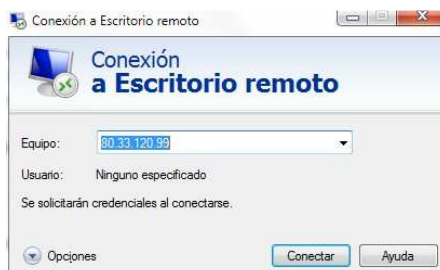 Conexión a Escritorio remoto
Conexión
a Escritorio remoto
Equipo: 80.33.120.99
Usuario: Ninguno especificado
Se solicitarán credenciales al conectarse.
Opciones Conectar Ayuda